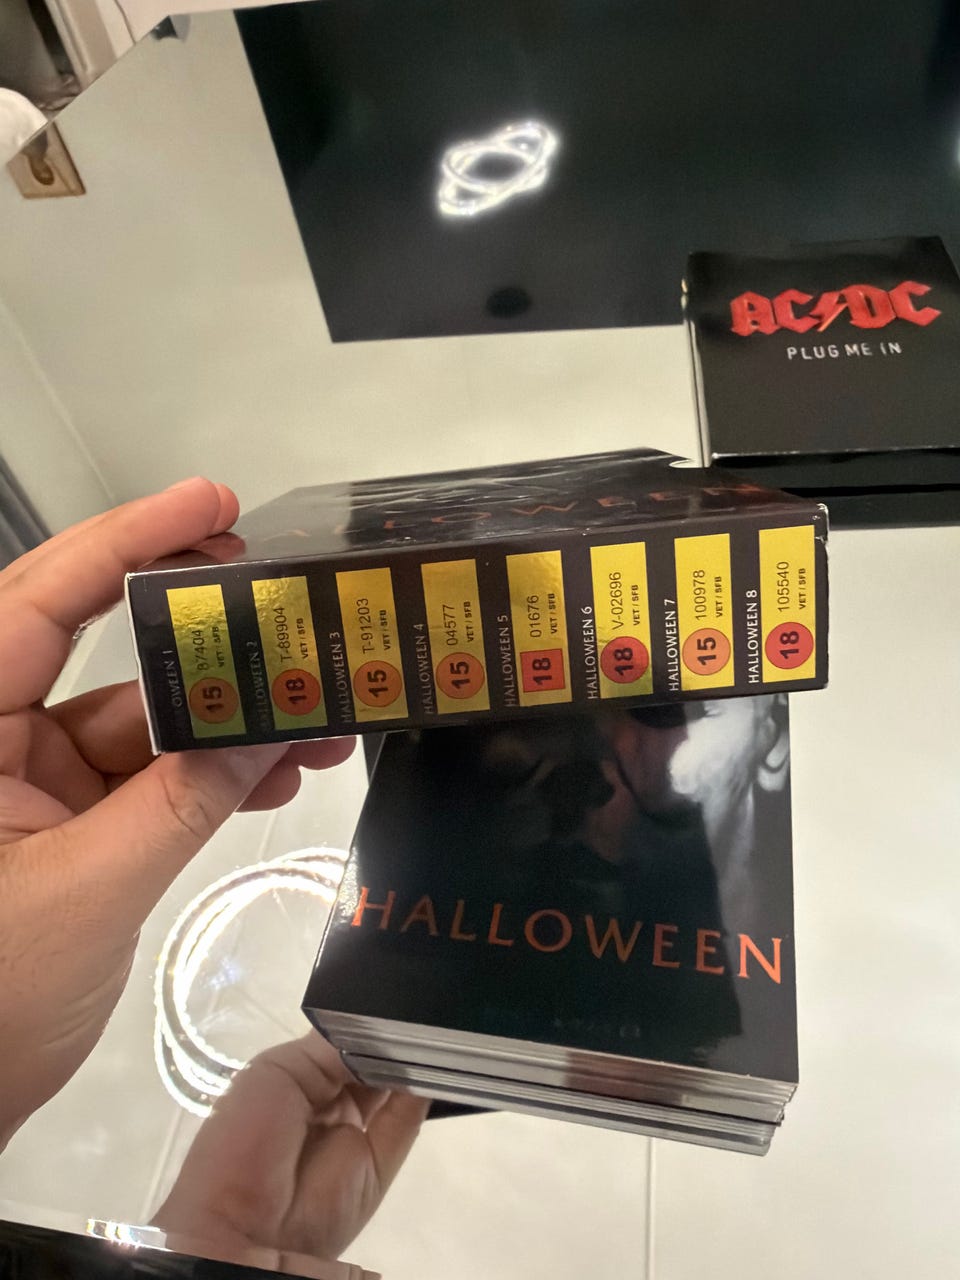 AC/DC
PLUG ME IN
HALLOWEEN
OWEEN 1
15 87404
VET / SFB
HALLOWEEN 2
18 T-89904
VET / SFB
HALLOWEEN 3
15 T-91203
VET / SFB
HALLOWEEN 4
15 04577
VET / SFB
HALLOWEEN 5
18 01676
VET / SFB
HALLOWEEN 6
18 V-02696
VET / SFB
HALLOWEEN 7
15 100978
VET / SFB
HALLOWEEN 8
18 105540
VET / SFB
HALLOWEEN